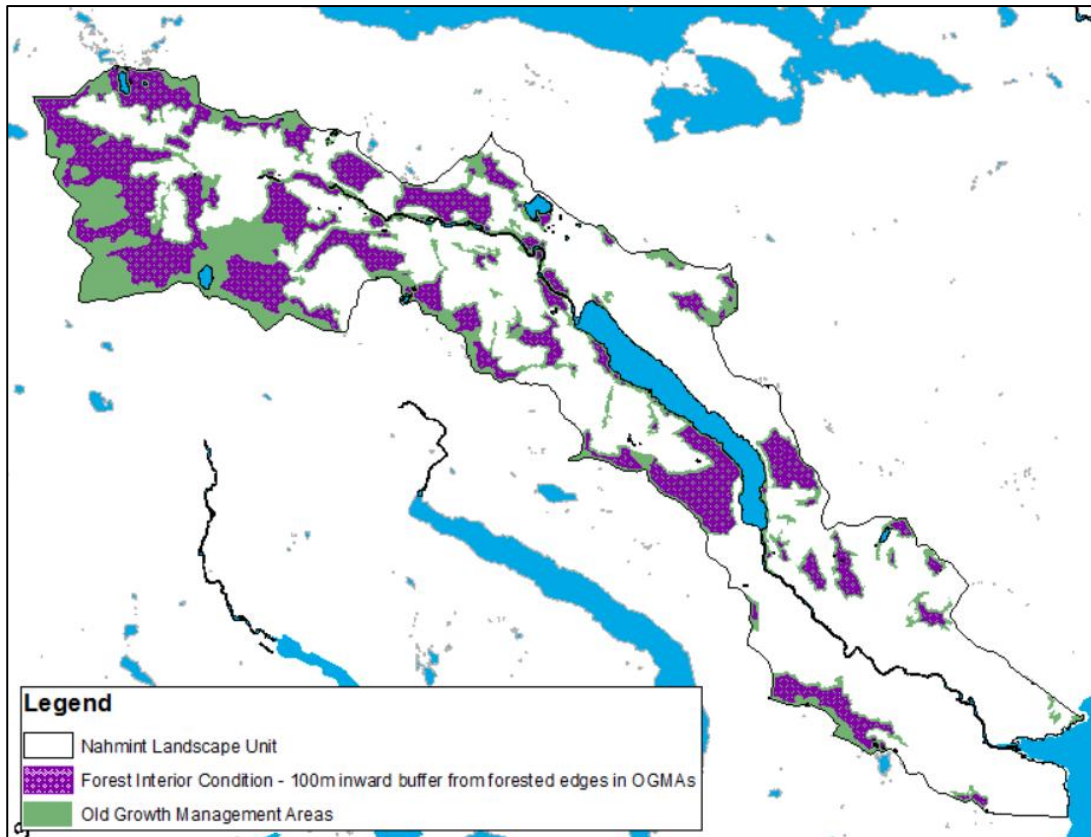 Legend
Nahmint Landscape Unit
Forest Interior Condition - 100m inward buffer from forested edges in OGMAs
Old Growth Management Areas